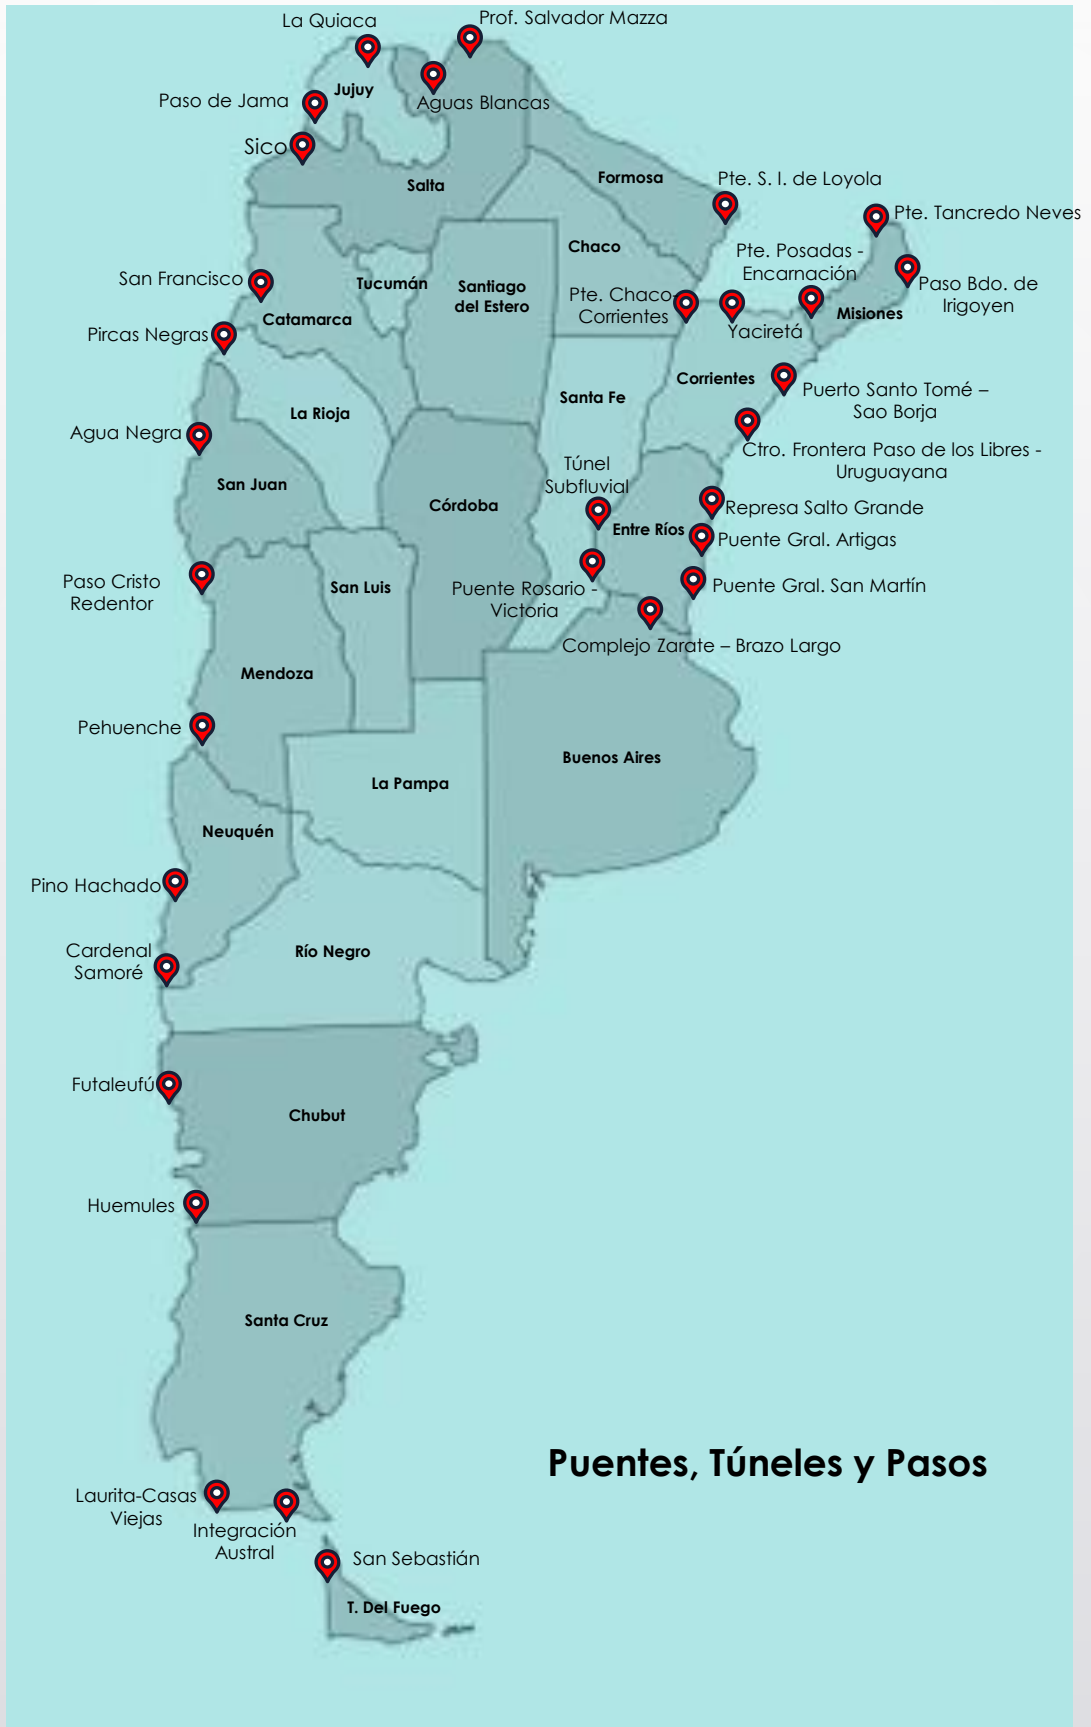 Prof. Salvador Mazza
La Quiaca
Jujuy
Paso de Jama
Aguas Blancas
Sico
Salta
Formosa
Pte. S. I. de Loyola
Pte. Tancredo Neves
Chaco
Pte. Posadas -
Encarnación
San Francisco
Tucumán
Santiago
del Estero
Pte. Chaco-
Corrientes
Paso Bdo. de
Irigoyen
Catamarca
Misiones
Pircas Negras
Yaciretá
Corrientes
Puerto Santo Tomé –
Sao Borja
La Rioja
Santa Fe
Agua Negra
Ctro. Frontera Paso de los Libres -
Uruguayana
San Juan
Túnel
Subfluvial
Córdoba
Represa Salto Grande
Entre Ríos
Puente Gral. Artigas
Paso Cristo
Redentor
San Luis
Puente Rosario -
Victoria
Puente Gral. San Martín
Complejo Zarate – Brazo Largo
Mendoza
Pehuenche
Buenos Aires
La Pampa
Neuquén
Pino Hachado
Cardenal
Samoré
Río Negro
Futaleufú
Chubut
Huemules
Santa Cruz
Puentes, Túneles y Pasos
Laurita-Casas
Viejas
Integración
Austral
San Sebastián
T. Del Fuego